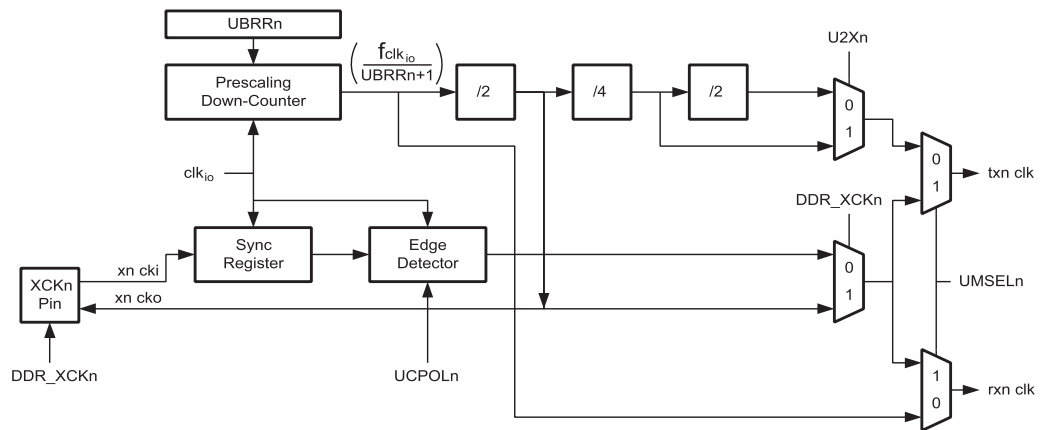 UBRRn
Prescaling
Down-Counter
( fclkio
UBRRn+1 )
/2
/4
/2
U2Xn
0
1
clkio
0
1
txn clk
DDR_XCKn
Sync
Register
Edge
Detector
0
1
UMSELn
XCKn
Pin
xn cki
xn cko
DDR_XCKn
UCPOLn
1
0
rxn clk